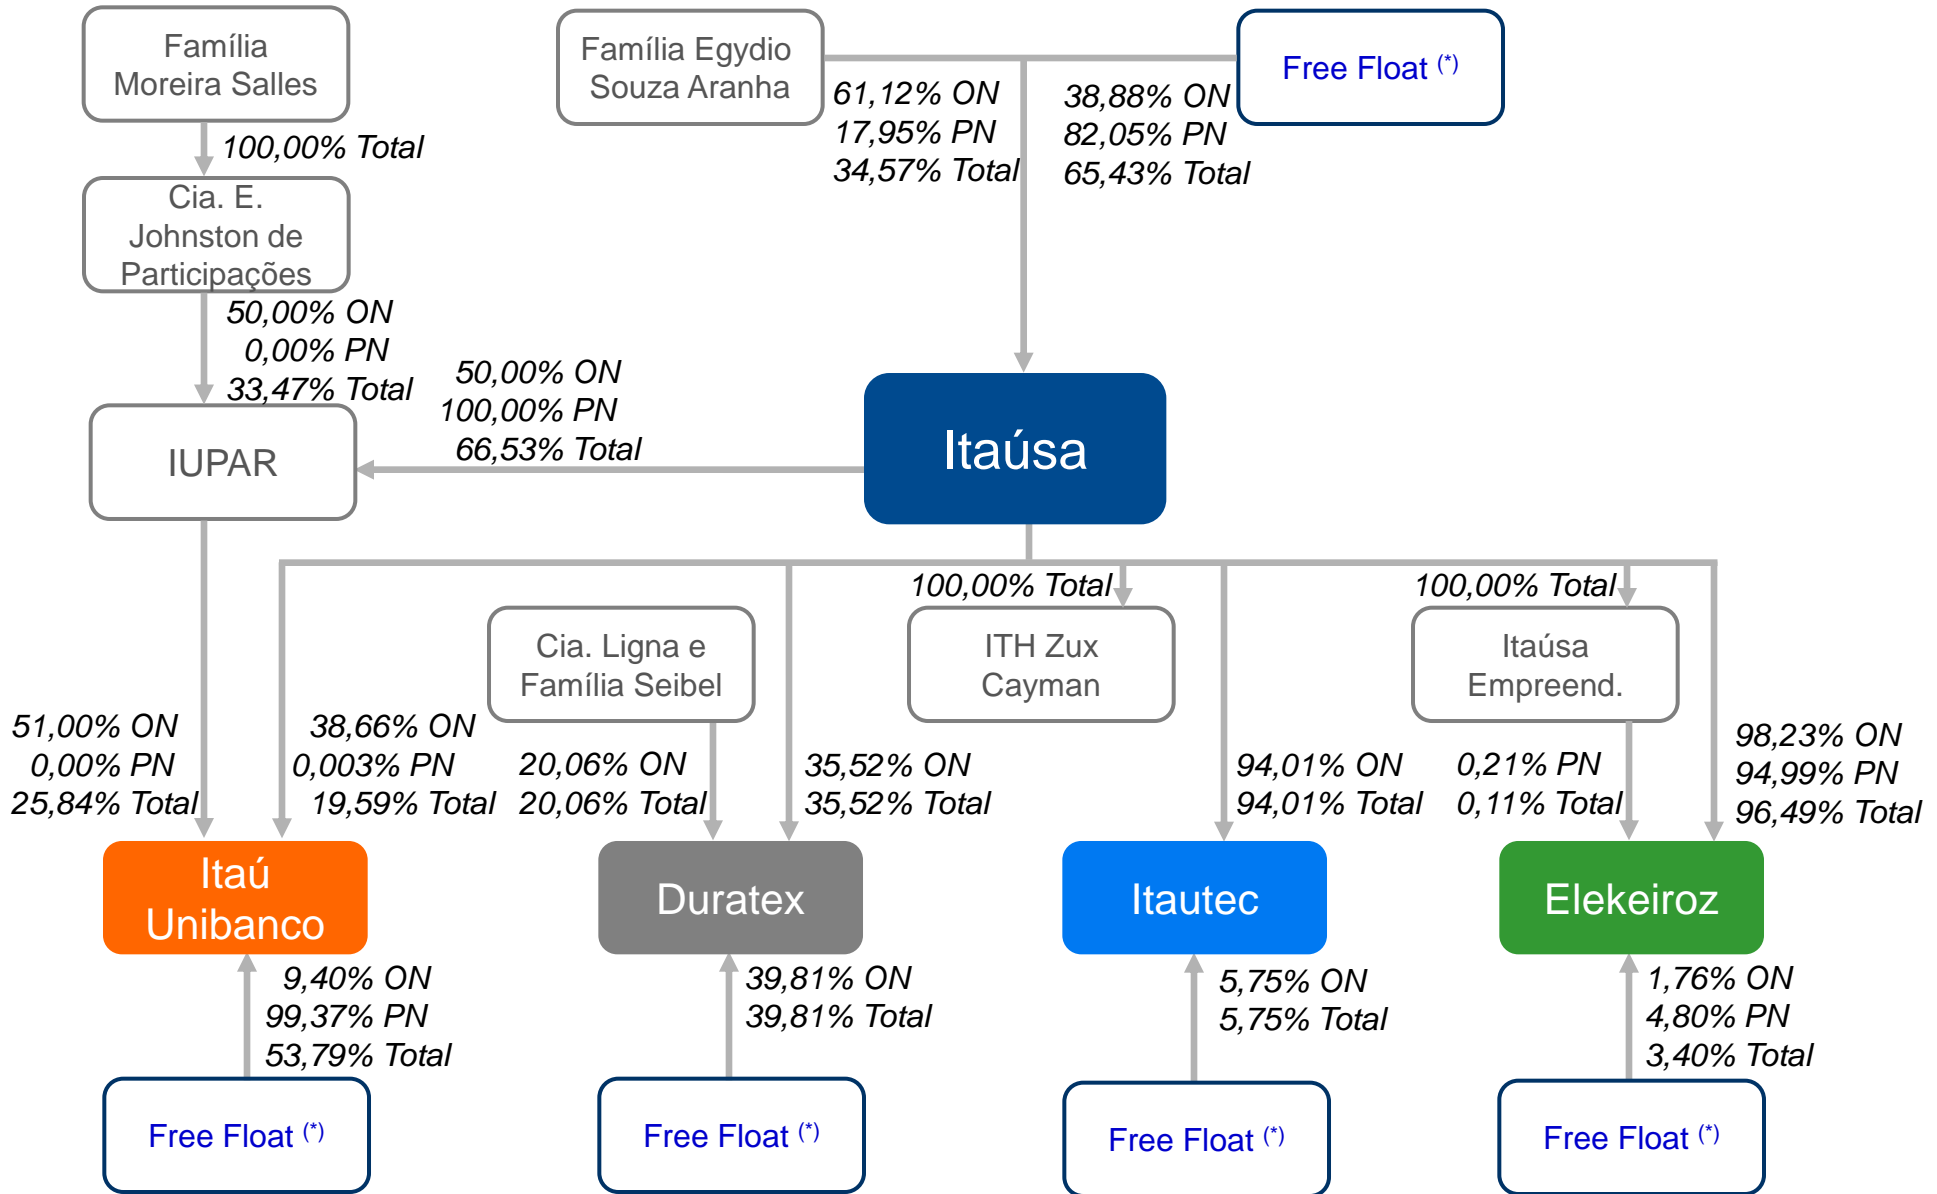 Família
Moreira Salles
100,00% Total
Cia. E.
Johnston de
Participações
50,00% ON
0,00% PN
33,47% Total
Família Egydio
Souza Aranha
61,12% ON
17,95% PN
34,57% Total
Free Float (*)
38,88% ON
82,05% PN
65,43% Total
50,00% ON
100,00% PN
66,53% Total
IUPAR
Itaúsa
100,00% Total
100,00% Total
Cia. Ligna e
Família Seibel
ITH Zux
Cayman
Itaúsa
Empreend.
51,00% ON
0,00% PN
25,84% Total
38,66% ON
0,003% PN
19,59% Total
20,06% ON
20,06% Total
35,52% ON
35,52% Total
94,01% ON
94,01% Total
0,21% PN
0,11% Total
98,23% ON
94,99% PN
96,49% Total
Itaú
Unibanco
Duratex
Itautec
Elekeiroz
9,40% ON
99,37% PN
53,79% Total
39,81% ON
39,81% Total
5,75% ON
5,75% Total
1,76% ON
4,80% PN
3,40% Total
Free Float (*)
Free Float (*)
Free Float (*)
Free Float (*)